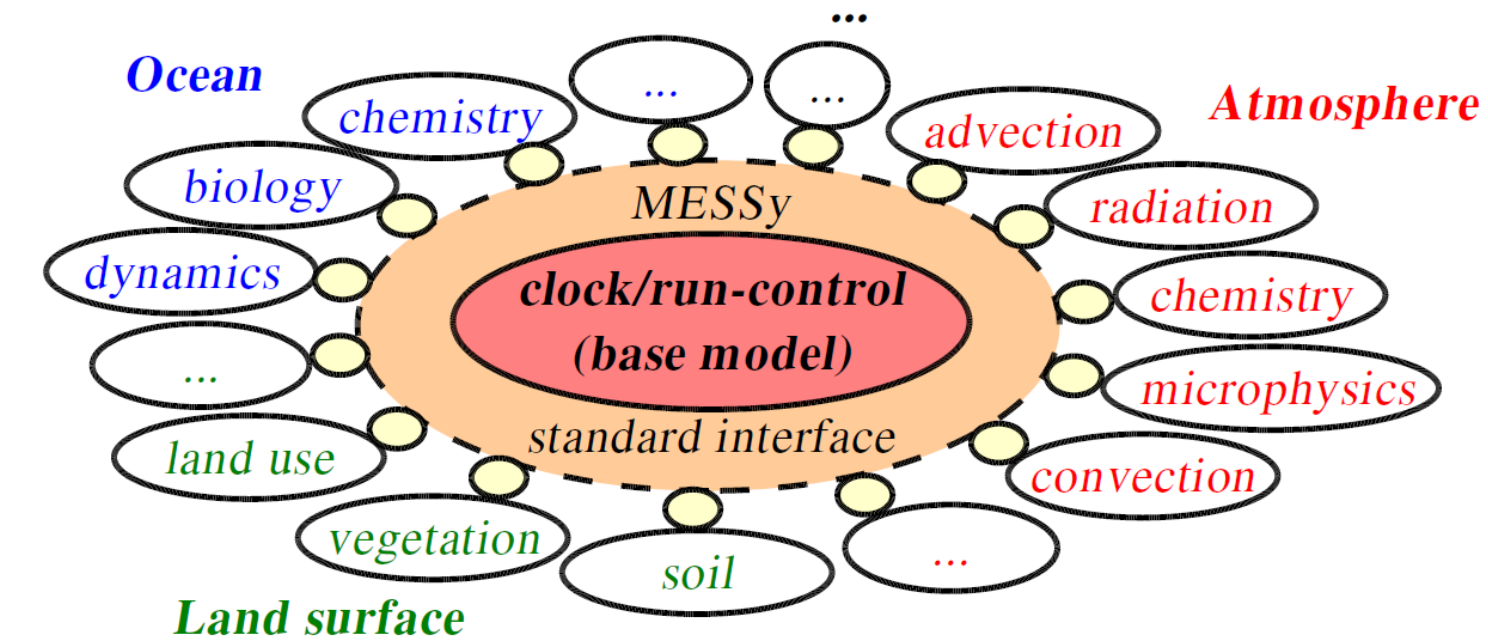 ...
Ocean
Atmosphere
...
...
chemistry
advection
biology
radiation
dynamics
chemistry
...
microphysics
land use
convection
vegetation
...
soil
Land surface
MESSy
clock/run-control
(base model)
standard interface